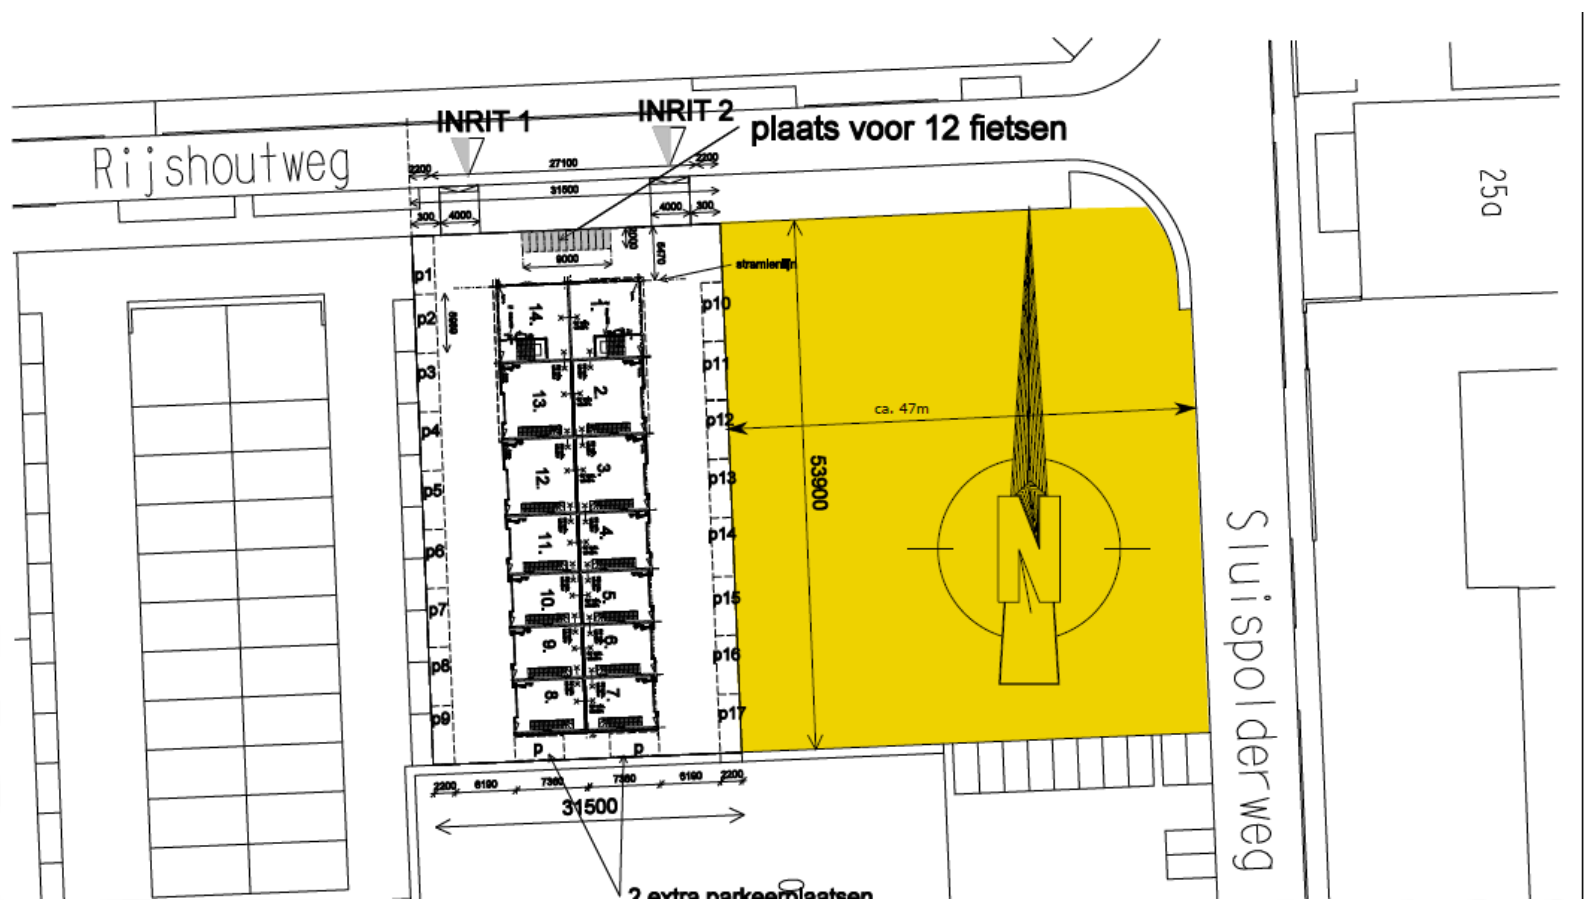 INRIT 1
INRIT 2
plaats voor 12 fietsen
Rijshoutweg
2200
27100
2200
31500
300
4000
4000
300
9000
5470
stramienlijn
25a
p1
p2
p3
p4
p5
p6
p7
p8
p9
14.
1.
13.
2.
12.
3.
11.
4.
10.
5.
9.
6.
8.
7.
p10
p11
p12
p13
p14
p15
p16
p17
ca. 47m
53900
N
Sluispolderweg
p
p
2200
6190
7360
7360
6190
2200
31500
2 extra parkeerplaatsen